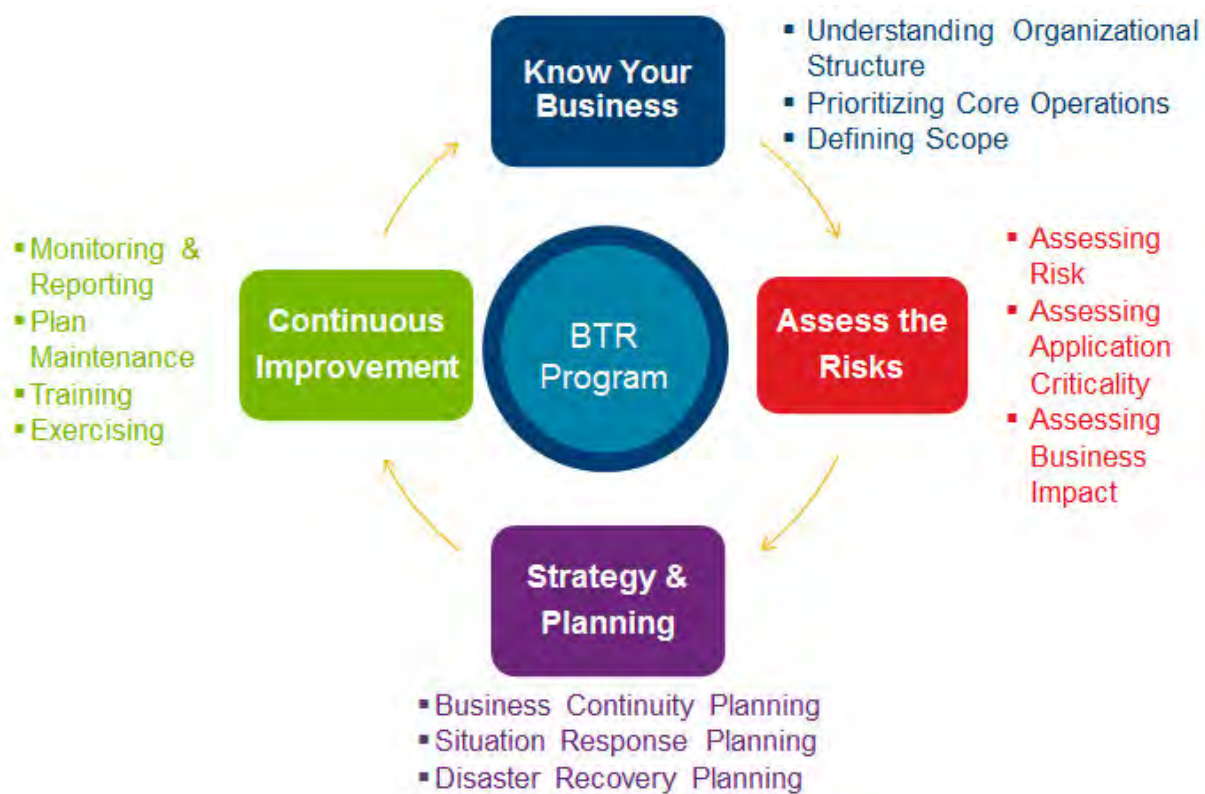 Know Your
Business
▪ Understanding Organizational
Structure
▪ Prioritizing Core Operations
▪ Defining Scope
▪ Monitoring &
Reporting
▪ Plan
Maintenance
▪ Training
▪ Exercising
Continuous
Improvement
BTR
Program
Assess the
Risks
▪ Assessing
Risk
▪ Assessing
Application
Criticality
▪ Assessing
Business
Impact
Strategy &
Planning
▪ Business Continuity Planning
▪ Situation Response Planning
▪ Disaster Recovery Planning